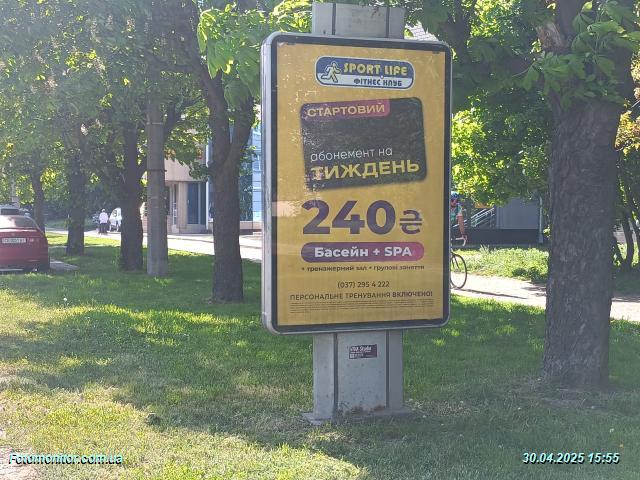 SPORT LIFE
ФІТНЕС КЛУБ
СТАРТОВИЙ
абонемент на
ТИЖДЕНЬ
240₴
Басейн + SPA
+ тренажерний зал + групові заняття
(037) 295 4 222
ПЕРСОНАЛЬНЕ ТРЕНУВАННЯ ВКЛЮЧЕНО!
Fotomonitor.com.ua
30.04.2025 15:55